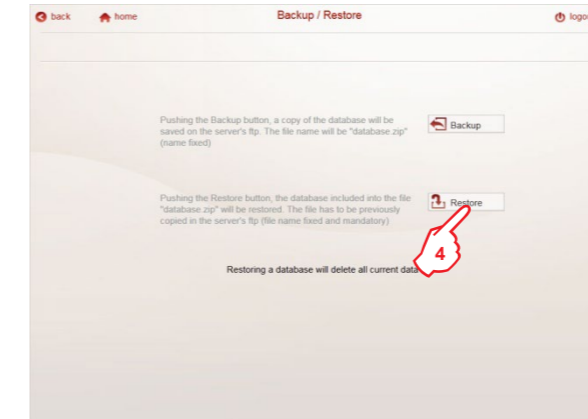 back home Backup / Restore
Pushing the Backup button, a copy of the database will be
saved on the server's ftp. The file name will be "database.zip"
(name fixed)
Backup
Pushing the Restore button, the database included into the file
"database.zip" will be restored. The file has to be previously
copied in the server's ftp (file name fixed and mandatory)
Restore
4
Restoring a database will delete all current data